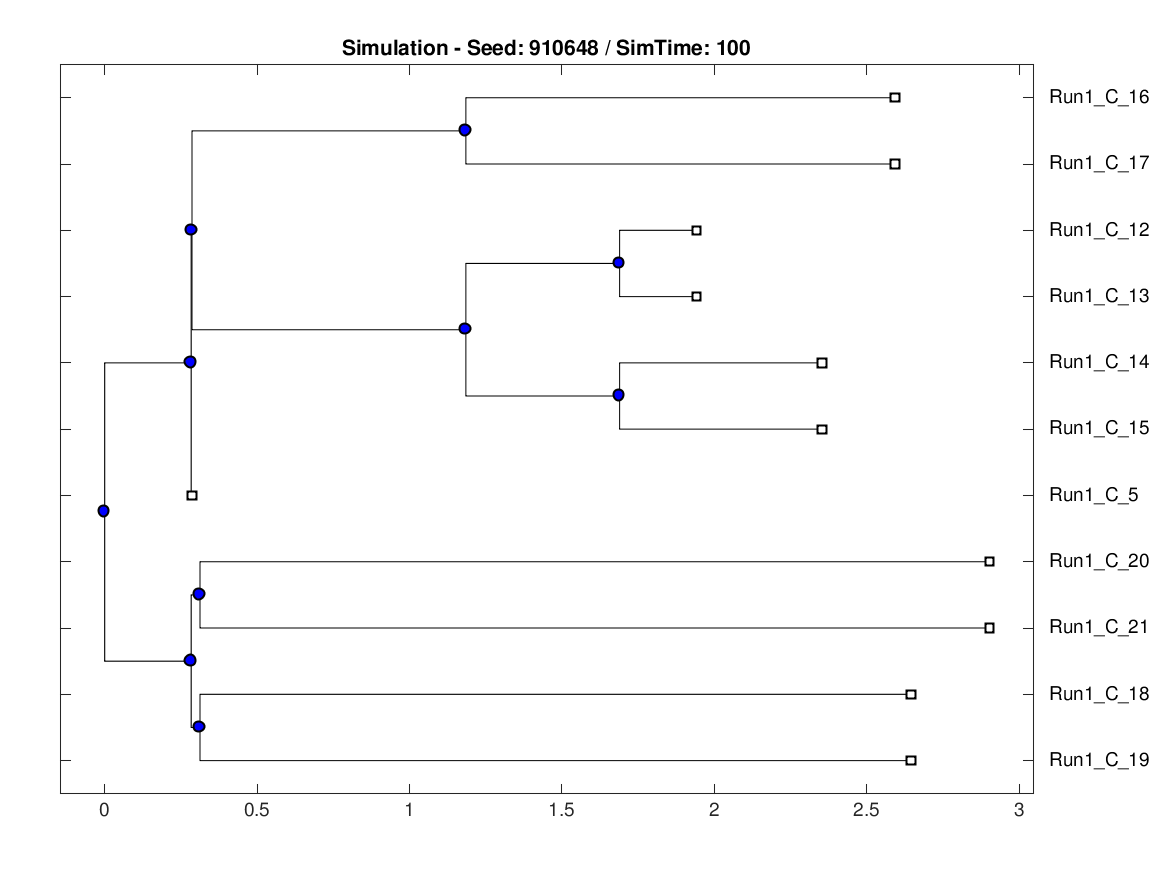 Simulation - Seed: 910648 / SimTime: 100
Run1_C_16
Run1_C_17
Run1_C_12
Run1_C_13
Run1_C_14
Run1_C_15
Run1_C_5
Run1_C_20
Run1_C_21
Run1_C_18
Run1_C_19
0 0.5 1 1.5 2 2.5 3